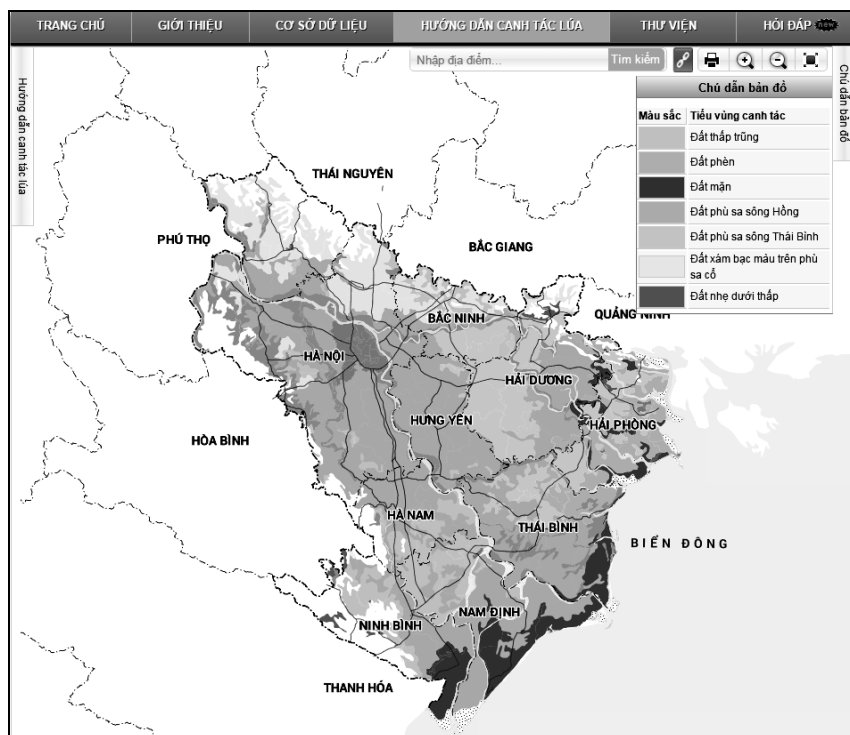 TRANG CHỦ GIỚI THIỆU CƠ SỞ DỮ LIỆU HƯỚNG DẪN CANH TÁC LÚA THƯ VIỆN HỎI ĐÁP new
Nhập địa điểm... Tìm kiếm
Hướng dẫn canh tác lúa
Chú dẫn bản đồ
Chú dẫn bản đồ
Màu sắc Tiểu vùng canh tác
Đất thấp trũng
Đất phèn
Đất mặn
Đất phù sa sông Hồng
Đất phù sa sông Thái Bình
Đất xám bạc màu trên phù
sa cổ
Đất nhẹ dưới thấp
THÁI NGUYÊN
PHÚ THỌ
BẮC GIANG
QUẢNG NINH
BẮC NINH
HÀ NỘI
HẢI DƯƠNG
HƯNG YÊN
HẢI PHÒNG
HÒA BÌNH
HÀ NAM
THÁI BÌNH
BIỂN ĐÔNG
NAM ĐỊNH
NINH BÌNH
THANH HÓA